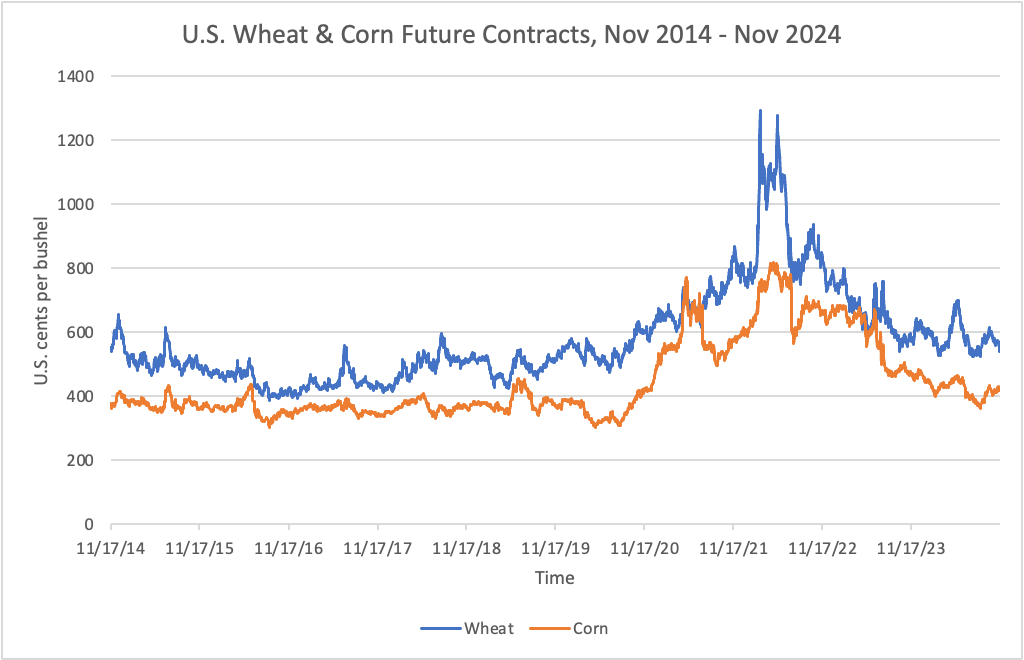 U.S. Wheat & Corn Future Contracts, Nov 2014 - Nov 2024
1400
1200
1000
800
600
400
200
0
U.S. cents per bushel
11/17/14 11/17/15 11/17/16 11/17/17 11/17/18 11/17/19 11/17/20 11/17/21 11/17/22 11/17/23
Time
Wheat Corn